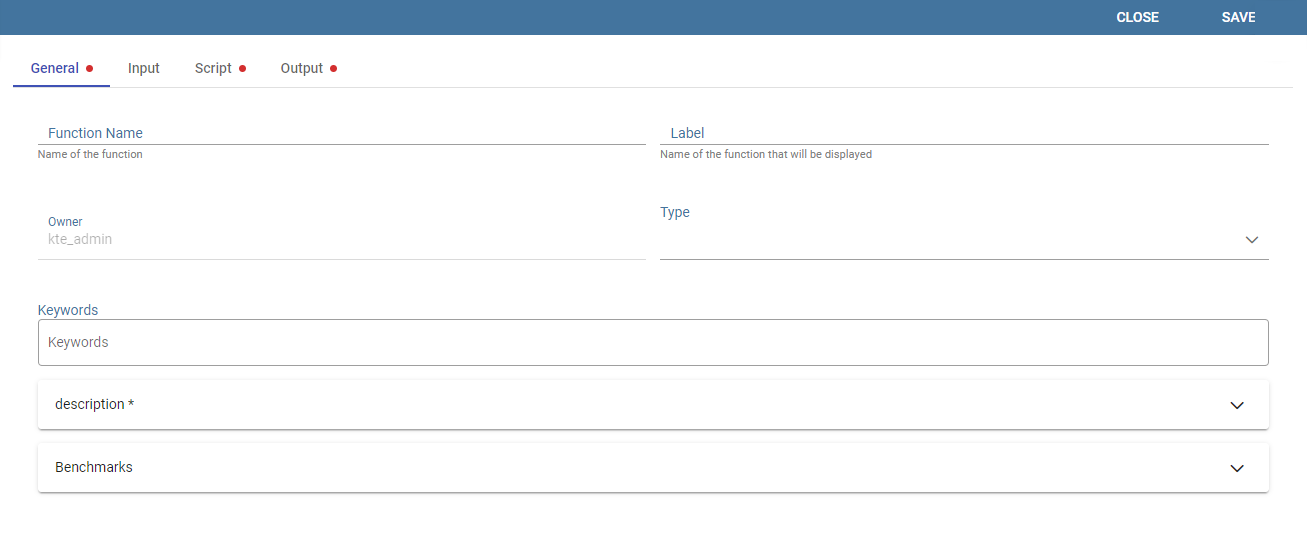 CLOSE SAVE
General Input Script Output
Function Name Label
Name of the function Name of the function that will be displayed
Type
Owner
kte_admin
Keywords
Keywords
description *
Benchmarks